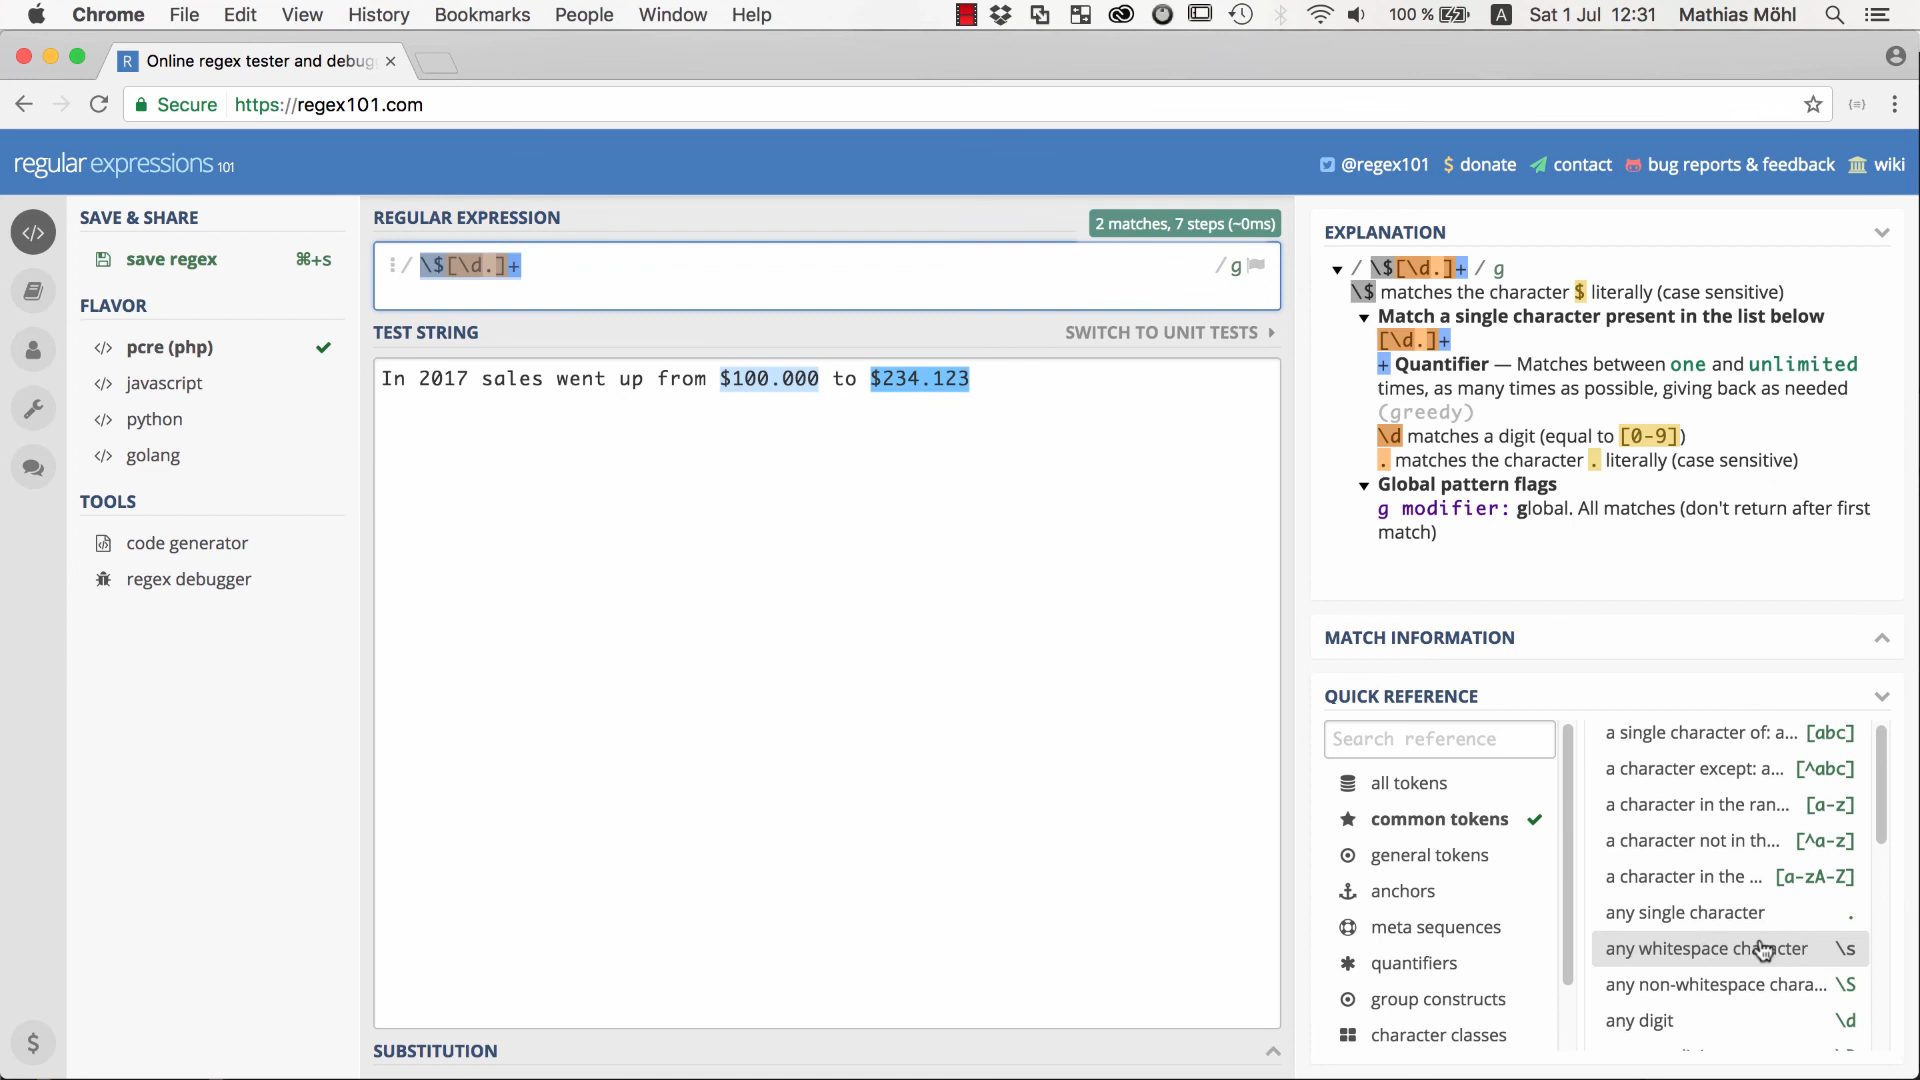 Chrome File Edit View History Bookmarks People Window Help 100 % A Sat 1 Jul 12:31 Mathias Möhl
R Online regex tester and debug
Secure https://regex101.com
regular expressions 101
@regex101 $ donate contact bug reports & feedback wiki
SAVE & SHARE
save regex ⌘+s
FLAVOR
</> pcre (php)
</> javascript
</> python
</> golang
TOOLS
code generator
regex debugger
$
REGULAR EXPRESSION
2 matches, 7 steps (~0ms)
/ \$[\d.]+ / g
TEST STRING
SWITCH TO UNIT TESTS
In 2017 sales went up from $100.000 to $234.123
SUBSTITUTION
EXPLANATION
/ \$[\d.]+ / g
\$ matches the character $ literally (case sensitive)
Match a single character present in the list below
[\d.]+
+ Quantifier — Matches between one and unlimited
times, as many times as possible, giving back as needed
(greedy)
\d matches a digit (equal to [0-9])
. matches the character . literally (case sensitive)
Global pattern flags
g modifier: global. All matches (don't return after first
match)
MATCH INFORMATION
QUICK REFERENCE
Search reference
all tokens
common tokens
general tokens
anchors
meta sequences
quantifiers
group constructs
character classes
a single character of: a... [abc]
a character except: a... [^abc]
a character in the ran... [a-z]
a character not in th... [^a-z]
a character in the ... [a-zA-Z]
any single character .
any whitespace character \s
any non-whitespace chara... \S
any digit \d